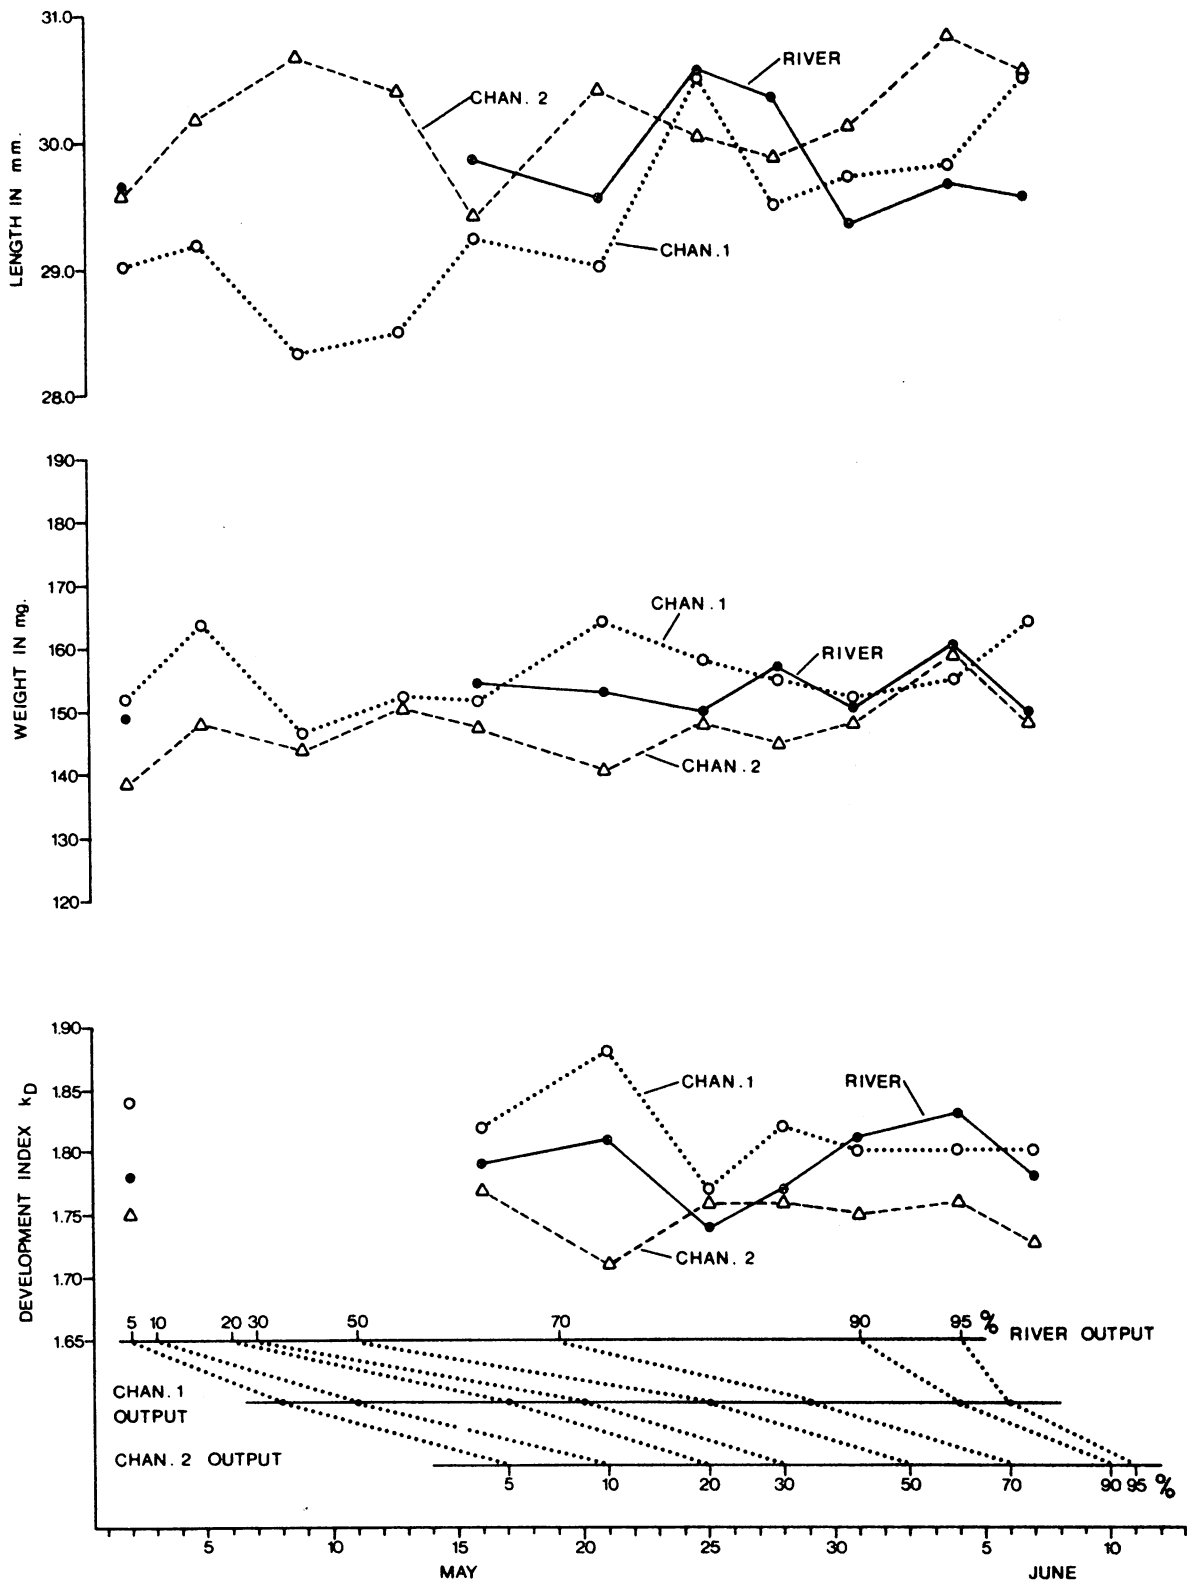 31.0
30.0
29.0
28.0
LENGTH IN mm.
RIVER
CHAN. 2
CHAN.1
190
180
170
160
150
140
130
120
WEIGHT IN mg.
CHAN.1
RIVER
CHAN.2
1.90
1.85
1.80
1.75
1.70
1.65
DEVELOPMENT INDEX kD
CHAN.1
RIVER
CHAN. 2
5 10 20 30 50 70 90 95 % RIVER OUTPUT
CHAN. 1
OUTPUT
CHAN. 2 OUTPUT
5 10 20 30 50 70 90 95 %
5 10 15 20 25 30 5 10
MAY JUNE